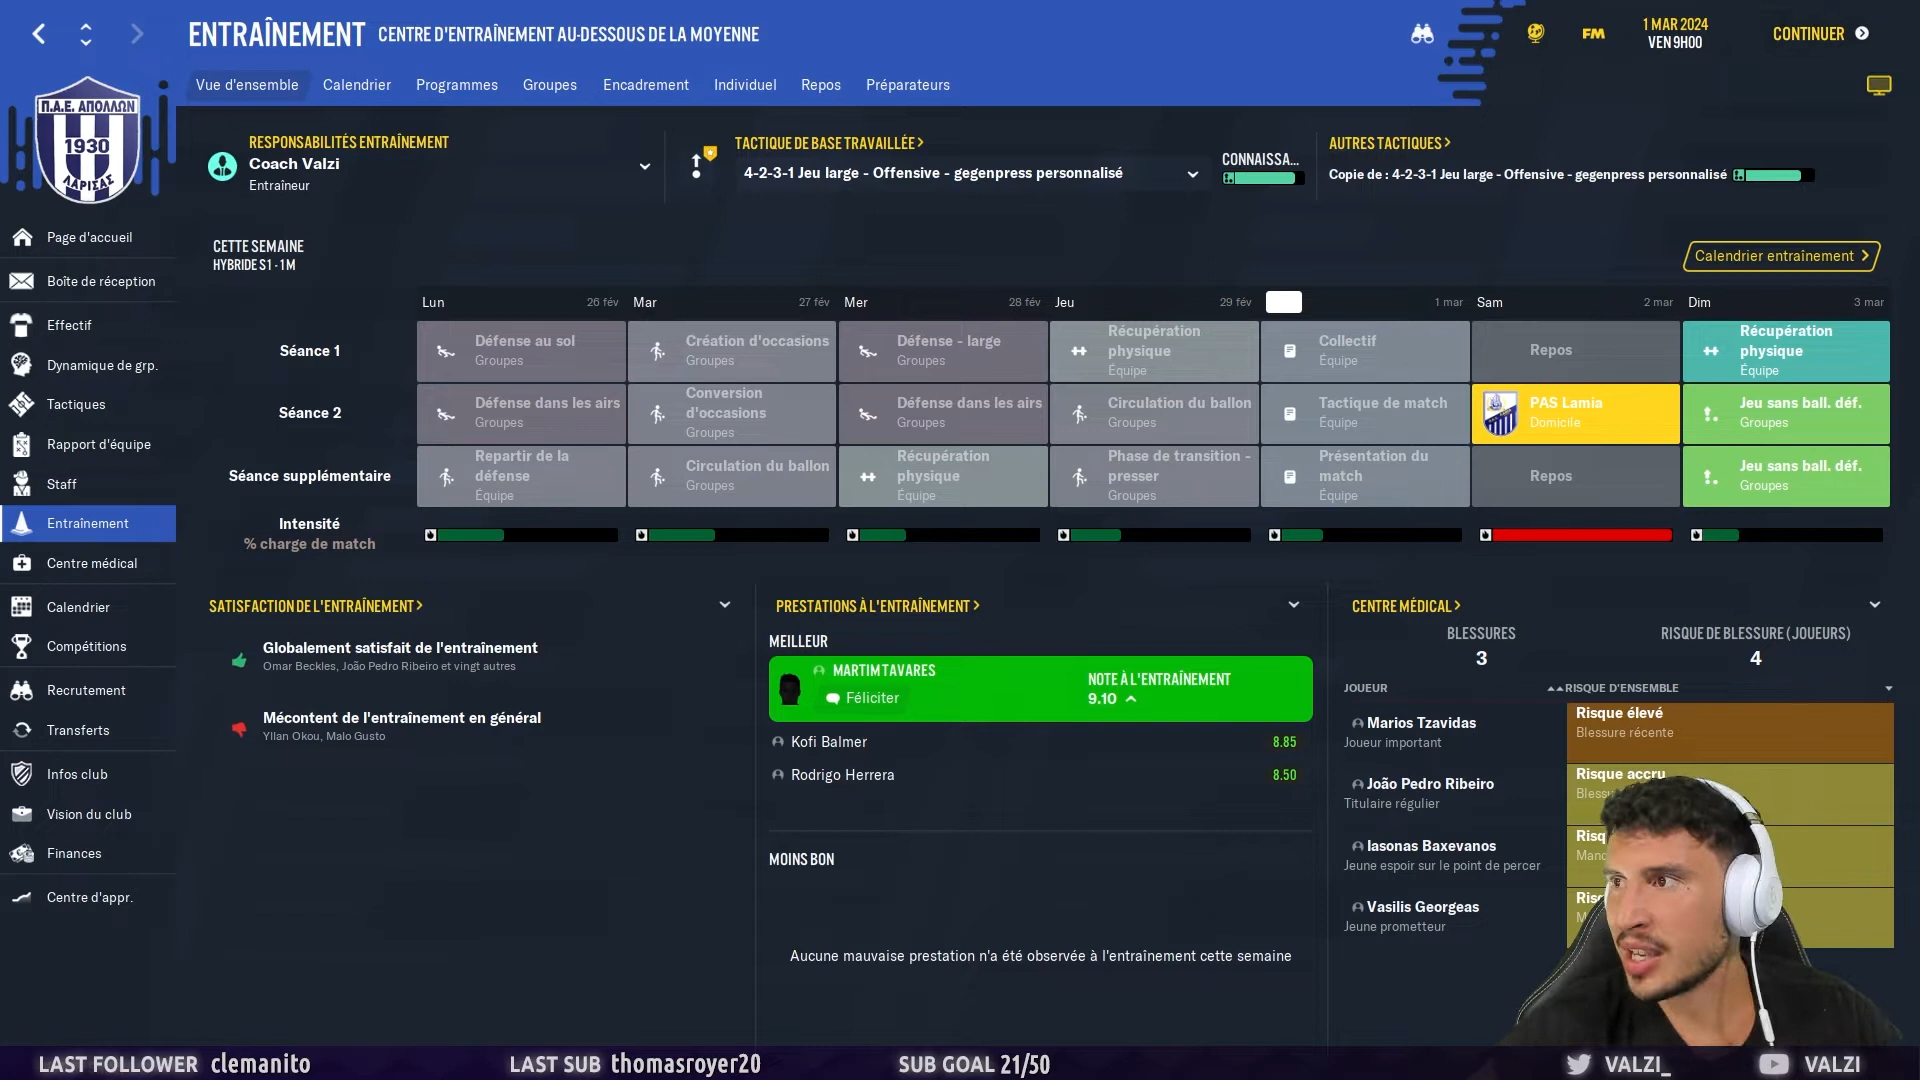 ENTRAÎNEMENT CENTRE D'ENTRAÎNEMENT AU-DESSOUS DE LA MOYENNE
FM
1 MAR 2024
VEN 9H00
CONTINUER
Vue d'ensemble Calendrier Programmes Groupes Encadrement Individuel Repos Préparateurs
Π.Α.Ε. ΑΠΟΛΛΩΝ
1930
ΛΑΡΙΣΑΣ
RESPONSABILITÉS ENTRAÎNEMENT
Coach Valzi
Entraîneur
TACTIQUE DE BASE TRAVAILLÉE >
4-2-3-1 Jeu large - Offensive - gegenpress personnalisé
CONNAISSA...
AUTRES TACTIQUES >
Copie de : 4-2-3-1 Jeu large - Offensive - gegenpress personnalisé
Page d'accueil
Boîte de réception
Effectif
Dynamique de grp.
Tactiques
Rapport d'équipe
Staff
Entraînement
Centre médical
Calendrier
Compétitions
Recrutement
Transferts
Infos club
Vision du club
Finances
Centre d'appr.
CETTE SEMAINE
HYBRIDE S1 - 1 M
Calendrier entraînement >
Lun 26 fév Mar 27 fév Mer 28 fév Jeu 29 fév 1 mar Sam 2 mar Dim 3 mar
Séance 1
Défense au sol
Groupes
Création d'occasions
Groupes
Défense - large
Groupes
Récupération
physique
Équipe
Collectif
Équipe
Repos
Récupération
physique
Équipe
Séance 2
Défense dans les airs
Groupes
Conversion
d'occasions
Groupes
Défense dans les airs
Groupes
Circulation du ballon
Groupes
Tactique de match
Équipe
PAS Lamia
Domicile
Jeu sans ball. déf.
Groupes
Séance supplémentaire
Repartir de la
défense
Équipe
Circulation du ballon
Groupes
Récupération
physique
Équipe
Phase de transition -
presser
Groupes
Présentation du
match
Équipe
Repos
Jeu sans ball. déf.
Groupes
Intensité
% charge de match
SATISFACTION DE L'ENTRAÎNEMENT >
Globalement satisfait de l'entraînement
Omar Beckles, João Pedro Ribeiro et vingt autres
Mécontent de l'entraînement en général
Yllan Okou, Malo Gusto
PRESTATIONS À L'ENTRAÎNEMENT >
MEILLEUR
MARTIM TAVARES
Féliciter
NOTE À L'ENTRAÎNEMENT
9.10
Kofi Balmer 8.85
Rodrigo Herrera 8.50
MOINS BON
Aucune mauvaise prestation n'a été observée à l'entraînement cette semaine
CENTRE MÉDICAL >
BLESSURES
3
RISQUE DE BLESSURE (JOUEURS)
4
JOUEUR RISQUE D'ENSEMBLE
Marios Tzavidas
Joueur important
Risque élevé
Blessure récente
João Pedro Ribeiro
Titulaire régulier
Risque accru
Iasonas Baxevanos
Jeune espoir sur le point de percer
Vasilis Georgeas
Jeune prometteur
LAST FOLLOWER clemanito
LAST SUB thomasroyer20
SUB GOAL 21/50
VALZI_
VALZI